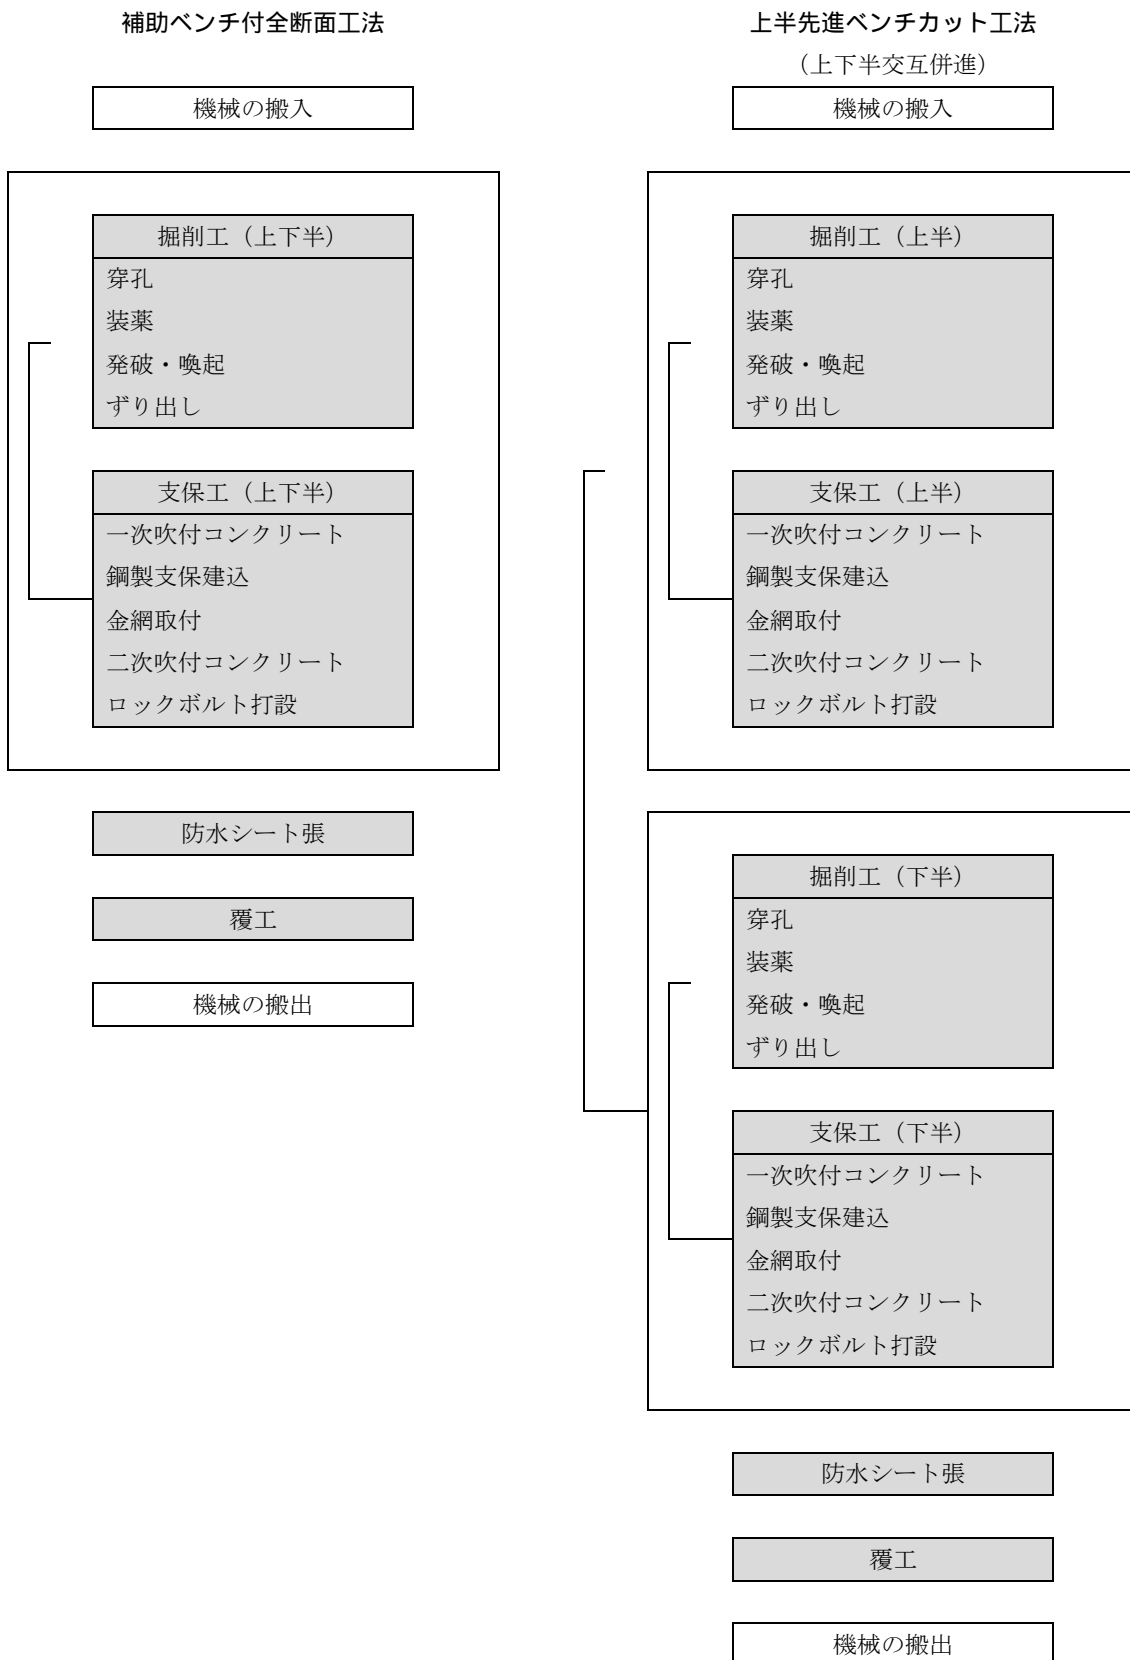 補助ベンチ付全断面工法
機械の搬入
掘削工（上下半）
穿孔
装薬
発破・喚起
ずり出し
支保工（上下半）
一次吹付コンクリート
鋼製支保建込
金網取付
二次吹付コンクリート
ロックボルト打設
防水シート張
覆工
機械の搬出
上半先進ベンチカット工法
（上下半交互併進）
機械の搬入
掘削工（上半）
穿孔
装薬
発破・喚起
ずり出し
支保工（上半）
一次吹付コンクリート
鋼製支保建込
金網取付
二次吹付コンクリート
ロックボルト打設
掘削工（下半）
穿孔
装薬
発破・喚起
ずり出し
支保工（下半）
一次吹付コンクリート
鋼製支保建込
金網取付
二次吹付コンクリート
ロックボルト打設
防水シート張
覆工
機械の搬出